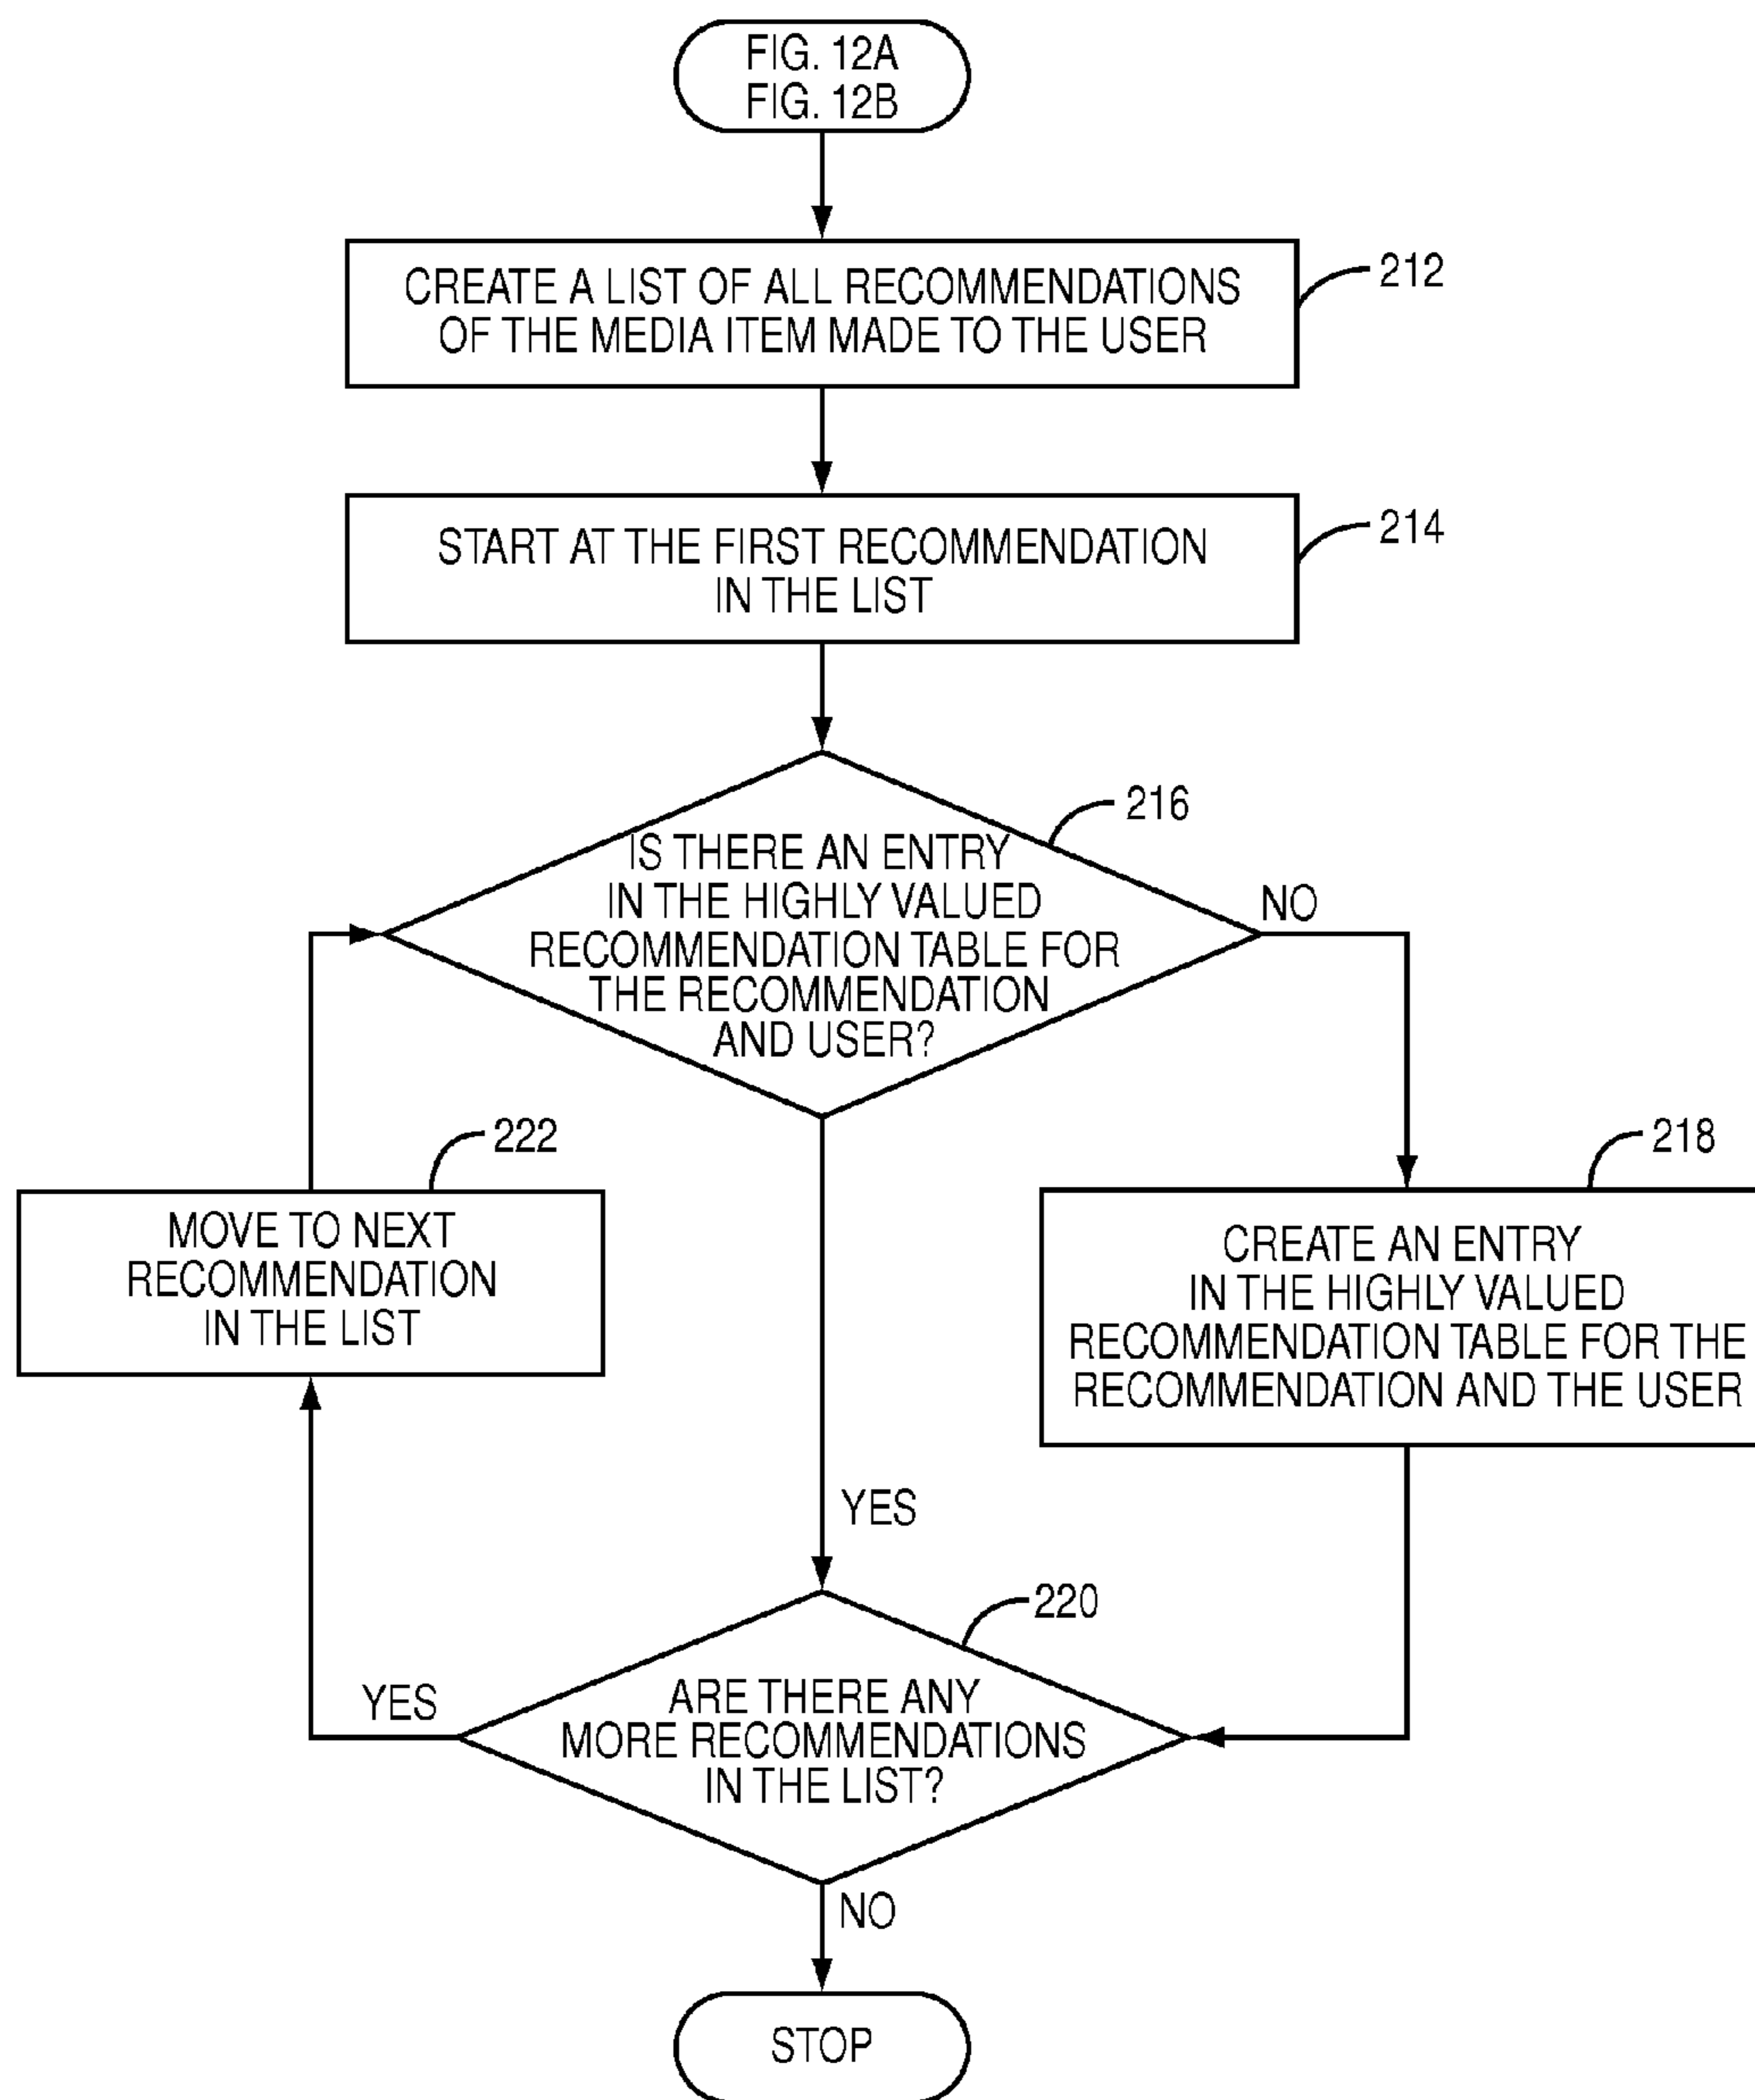 FIG. 12A
FIG. 12B
CREATE A LIST OF ALL RECOMMENDATIONS
OF THE MEDIA ITEM MADE TO THE USER
212
START AT THE FIRST RECOMMENDATION
IN THE LIST
214
216
IS THERE AN ENTRY
IN THE HIGHLY VALUED
RECOMMENDATION TABLE FOR
THE RECOMMENDATION
AND USER?
NO
222
MOVE TO NEXT
RECOMMENDATION
IN THE LIST
218
CREATE AN ENTRY
IN THE HIGHLY VALUED
RECOMMENDATION TABLE FOR THE
RECOMMENDATION AND THE USER
YES
220
ARE THERE ANY
MORE RECOMMENDATIONS
IN THE LIST?
YES
NO
STOP